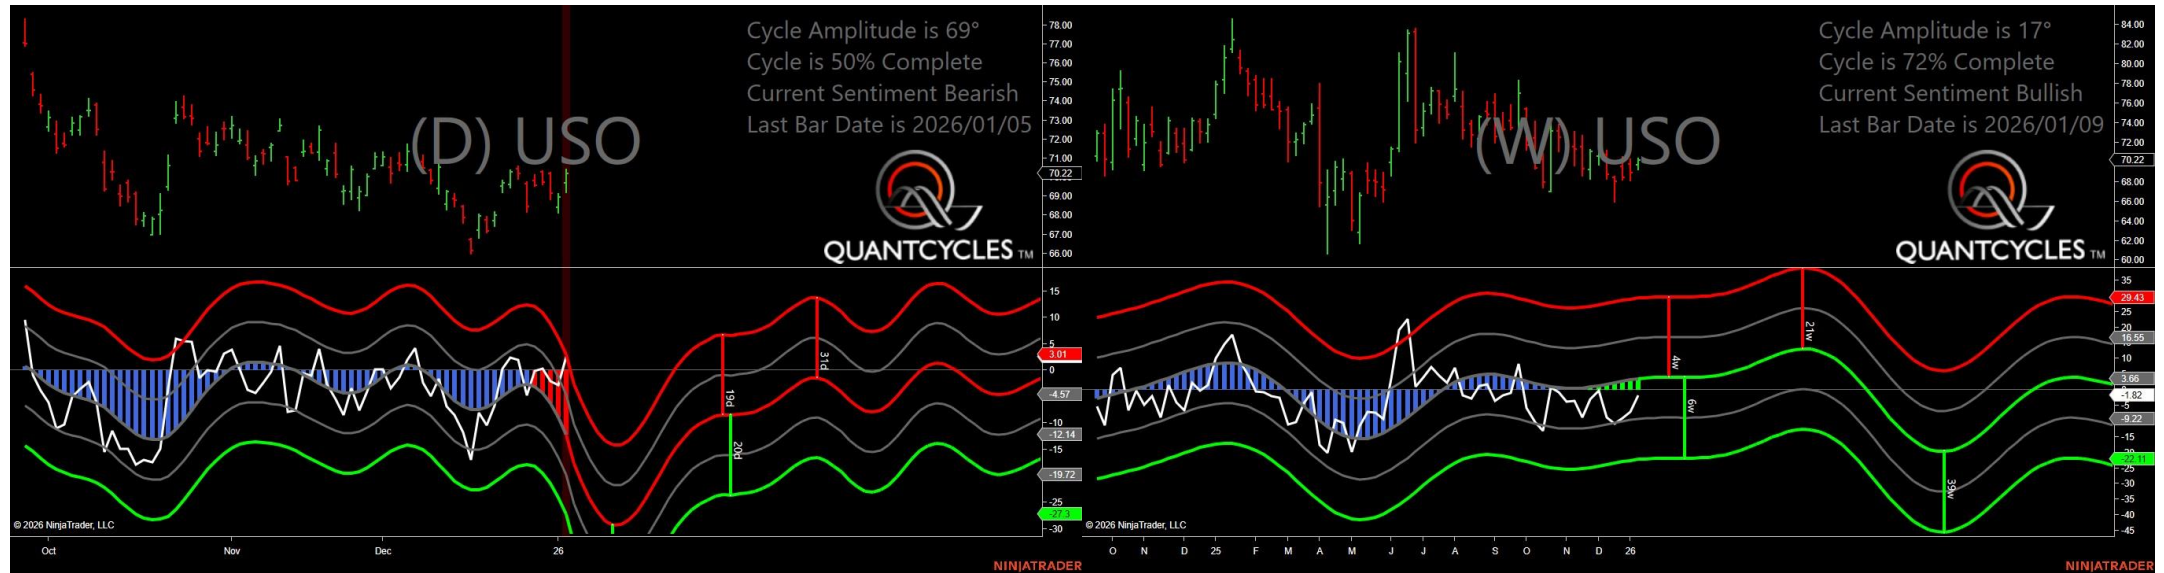 Cycle Amplitude is 69°
Cycle is 50% Complete
Current Sentiment Bearish
Last Bar Date is 2026/01/05
(D) USO
QUANTCYCLES TM
78.00
77.00
76.00
75.00
74.00
73.00
72.00
71.00
70.22
69.00
68.00
67.00
66.00
15
10
5
3.01
0
-4.57
-10
-12.14
-15
-19.72
-25
-27.3
-30
19d
20d
31d
© 2026 NinjaTrader, LLC
Oct
Nov
Dec
26
NINJATRADER
Cycle Amplitude is 17°
Cycle is 72% Complete
Current Sentiment Bullish
Last Bar Date is 2026/01/09
(W) USO
QUANTCYCLES TM
84.00
82.00
80.00
78.00
76.00
74.00
72.00
70.22
68.00
66.00
64.00
62.00
60.00
35
29.43
25
20
16.55
10
3.66
-1.82
-5
-9.22
-15
-22.11
-25
-30
-35
-40
-45
4w
6w
21w
39w
© 2026 NinjaTrader, LLC
O N D 25 F M A M J J A S O N D 26
NINJATRADER